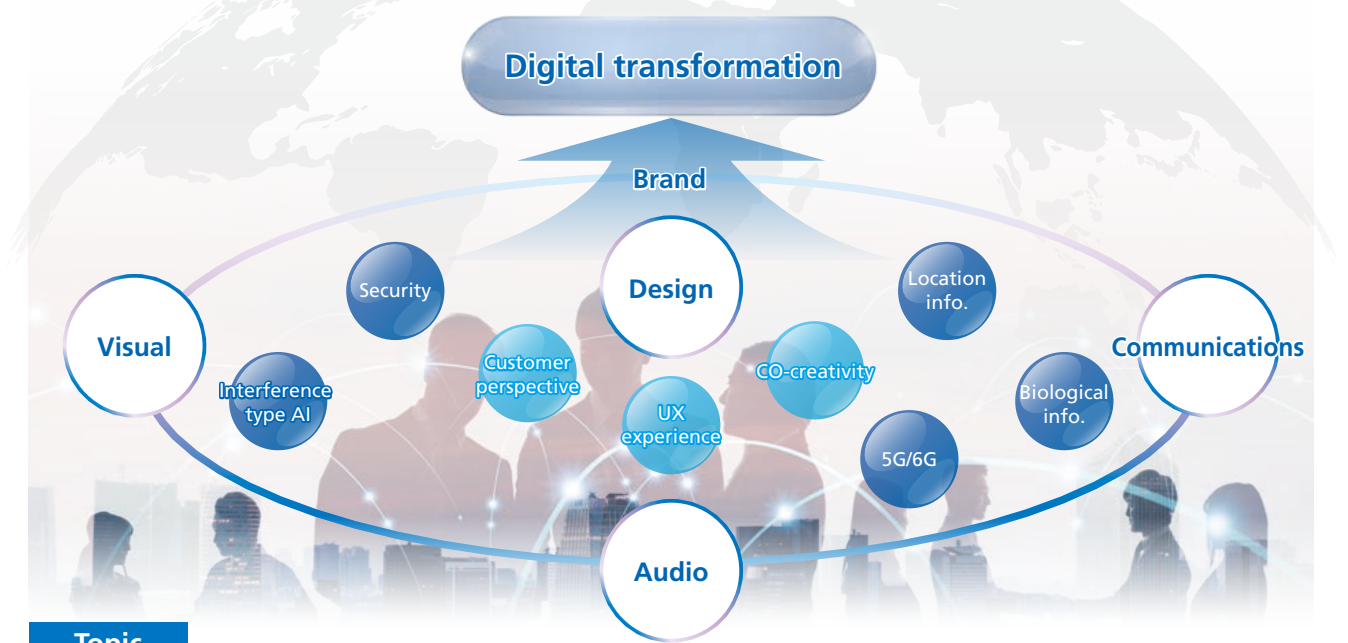 Digital transformation
Brand
Design
Security
Location
info.
Visual
Communications
Customer
perspective
CO-creativity
Interference
type AI
Biological
info.
UX
experience
5G/6G
Audio
Topic